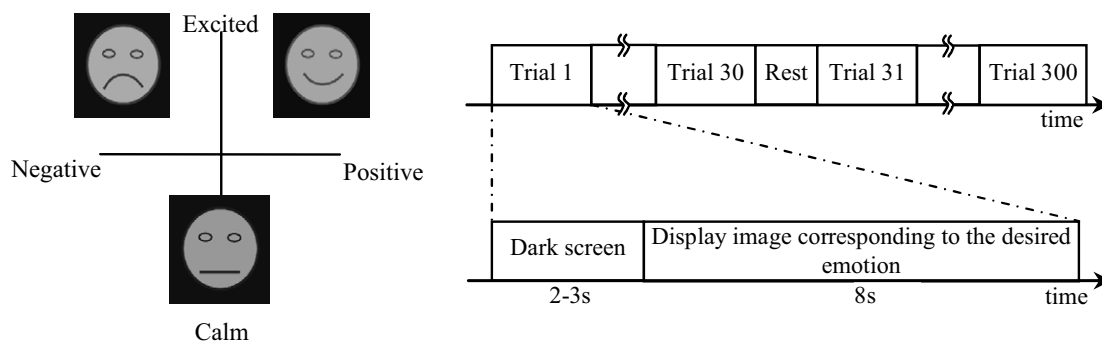 Excited
Negative
Positive
Calm
Trial 1
Trial 30
Rest
Trial 31
Trial 300
time
Dark screen
Display image corresponding to the desired
emotion
2-3s
8s
time